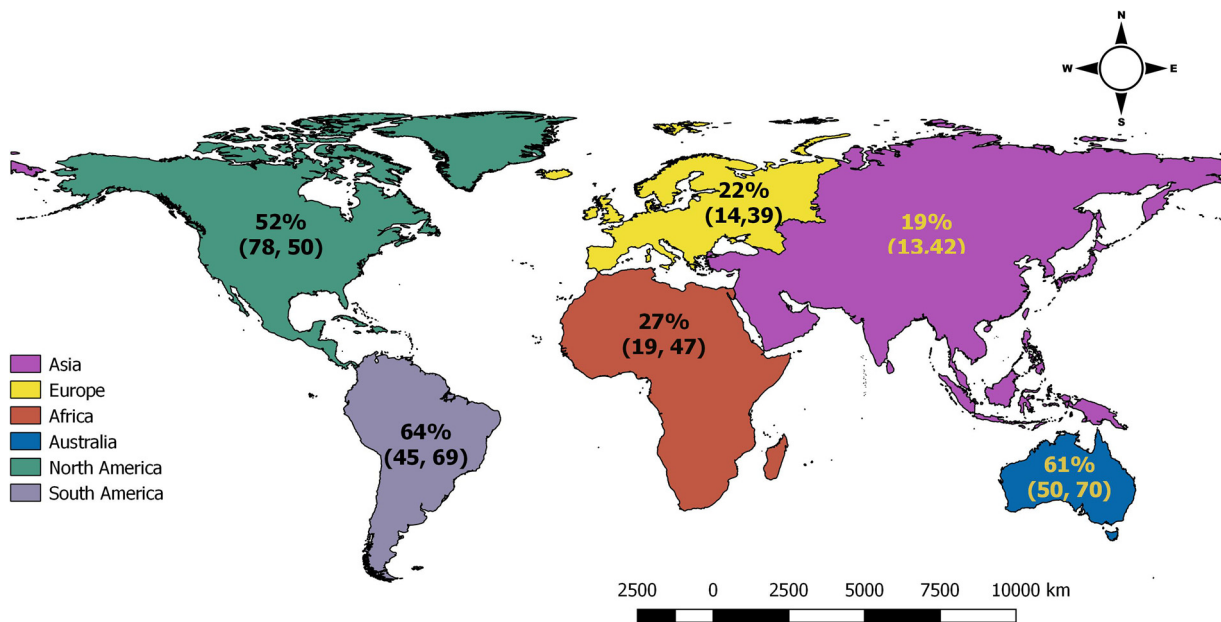 N
W E
S
52%
(78, 50)
22%
(14,39)
19%
(13,42)
27%
(19, 47)
64%
(45, 69)
61%
(50, 70)
Asia
Europe
Africa
Australia
North America
South America
2500 0 2500 5000 7500 10000 km